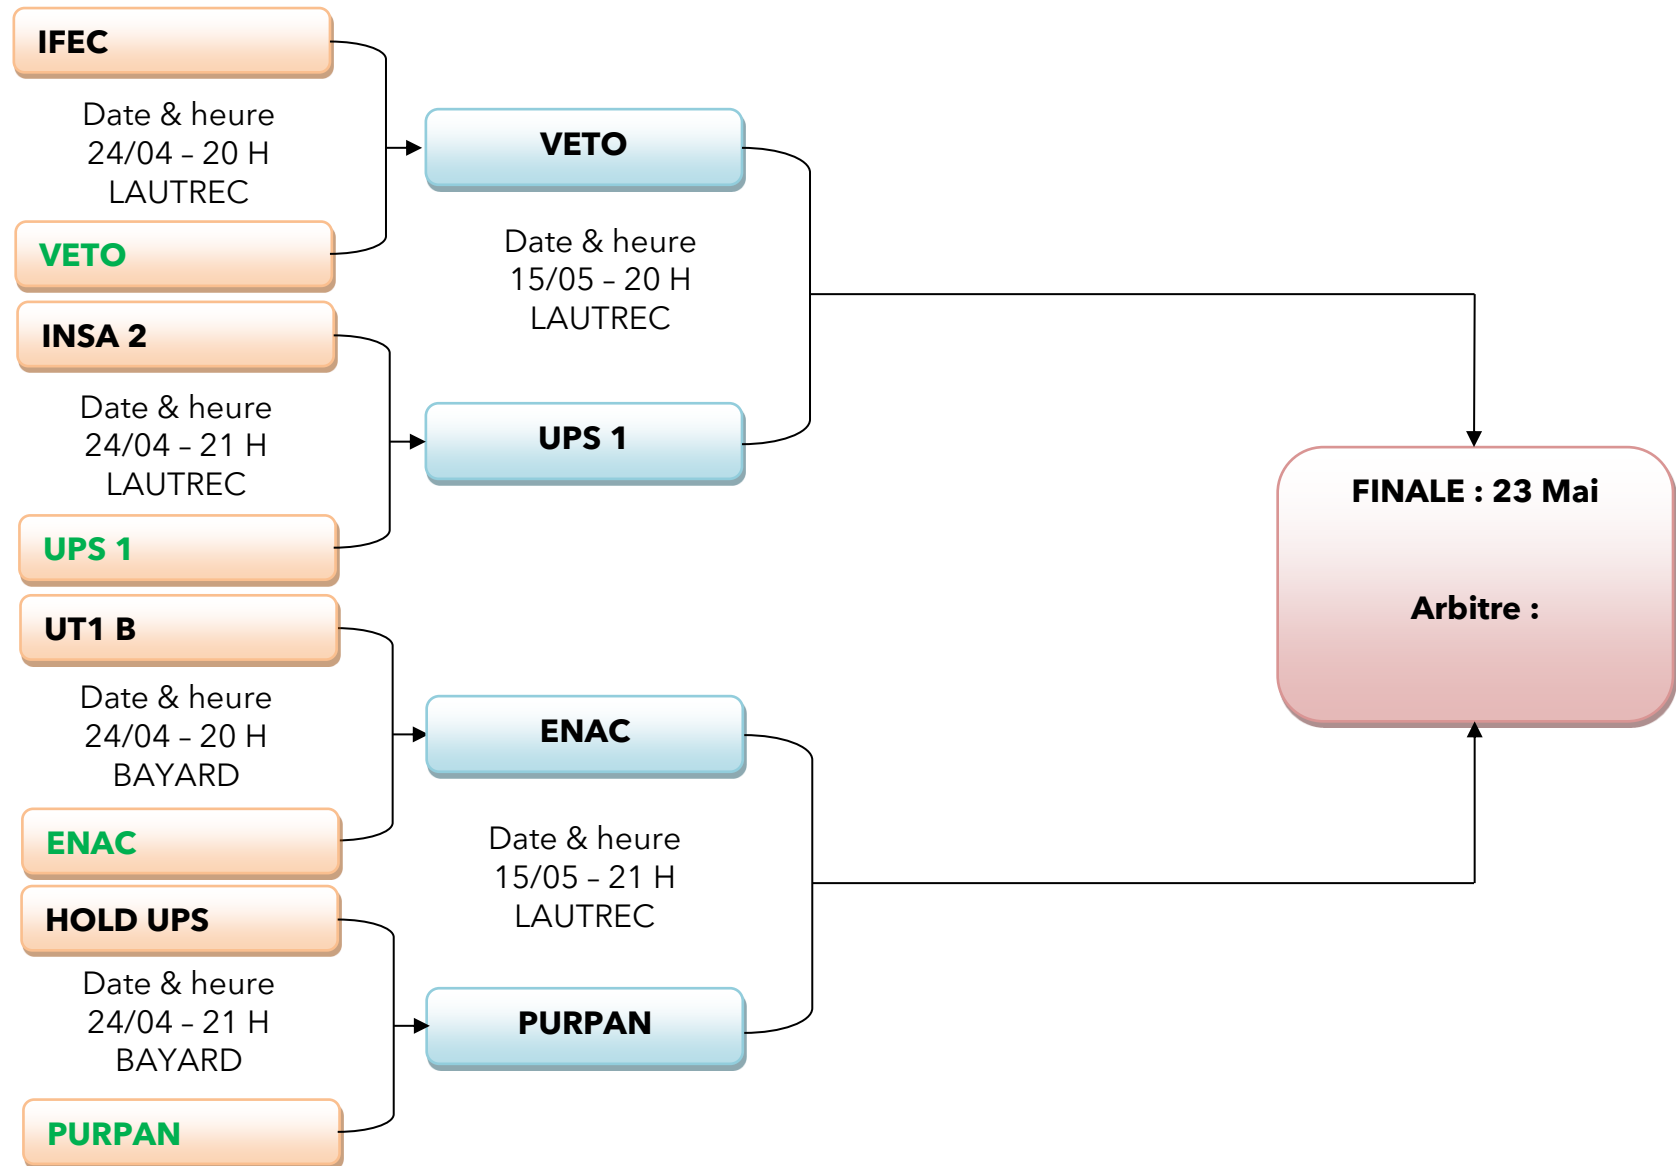 IFEC
Date & heure
24/04 – 20 H
LAUTREC
VETO
INSA 2
Date & heure
24/04 – 21 H
LAUTREC
UPS 1
UT1 B
Date & heure
24/04 – 20 H
BAYARD
ENAC
HOLD UPS
Date & heure
24/04 – 21 H
BAYARD
PURPAN
VETO
Date & heure
15/05 – 20 H
LAUTREC
UPS 1
ENAC
Date & heure
15/05 – 21 H
LAUTREC
PURPAN
FINALE : 23 Mai
Arbitre :